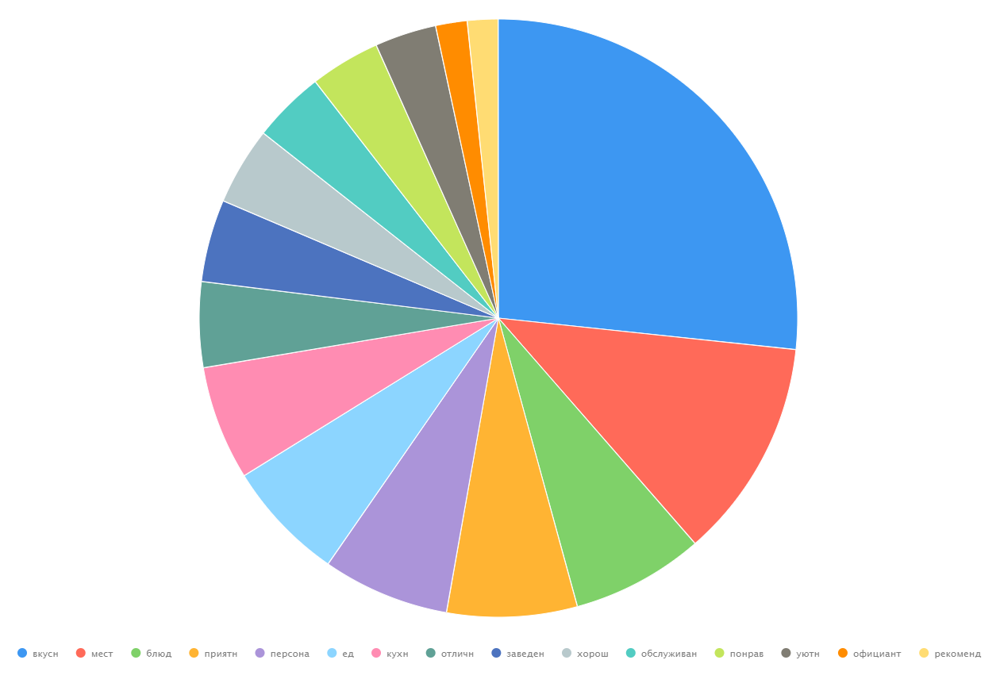 вкусн мест блюд приятн персона ед кухн отличн заведен хорош обслуживан понрав уютн официант рекоменд